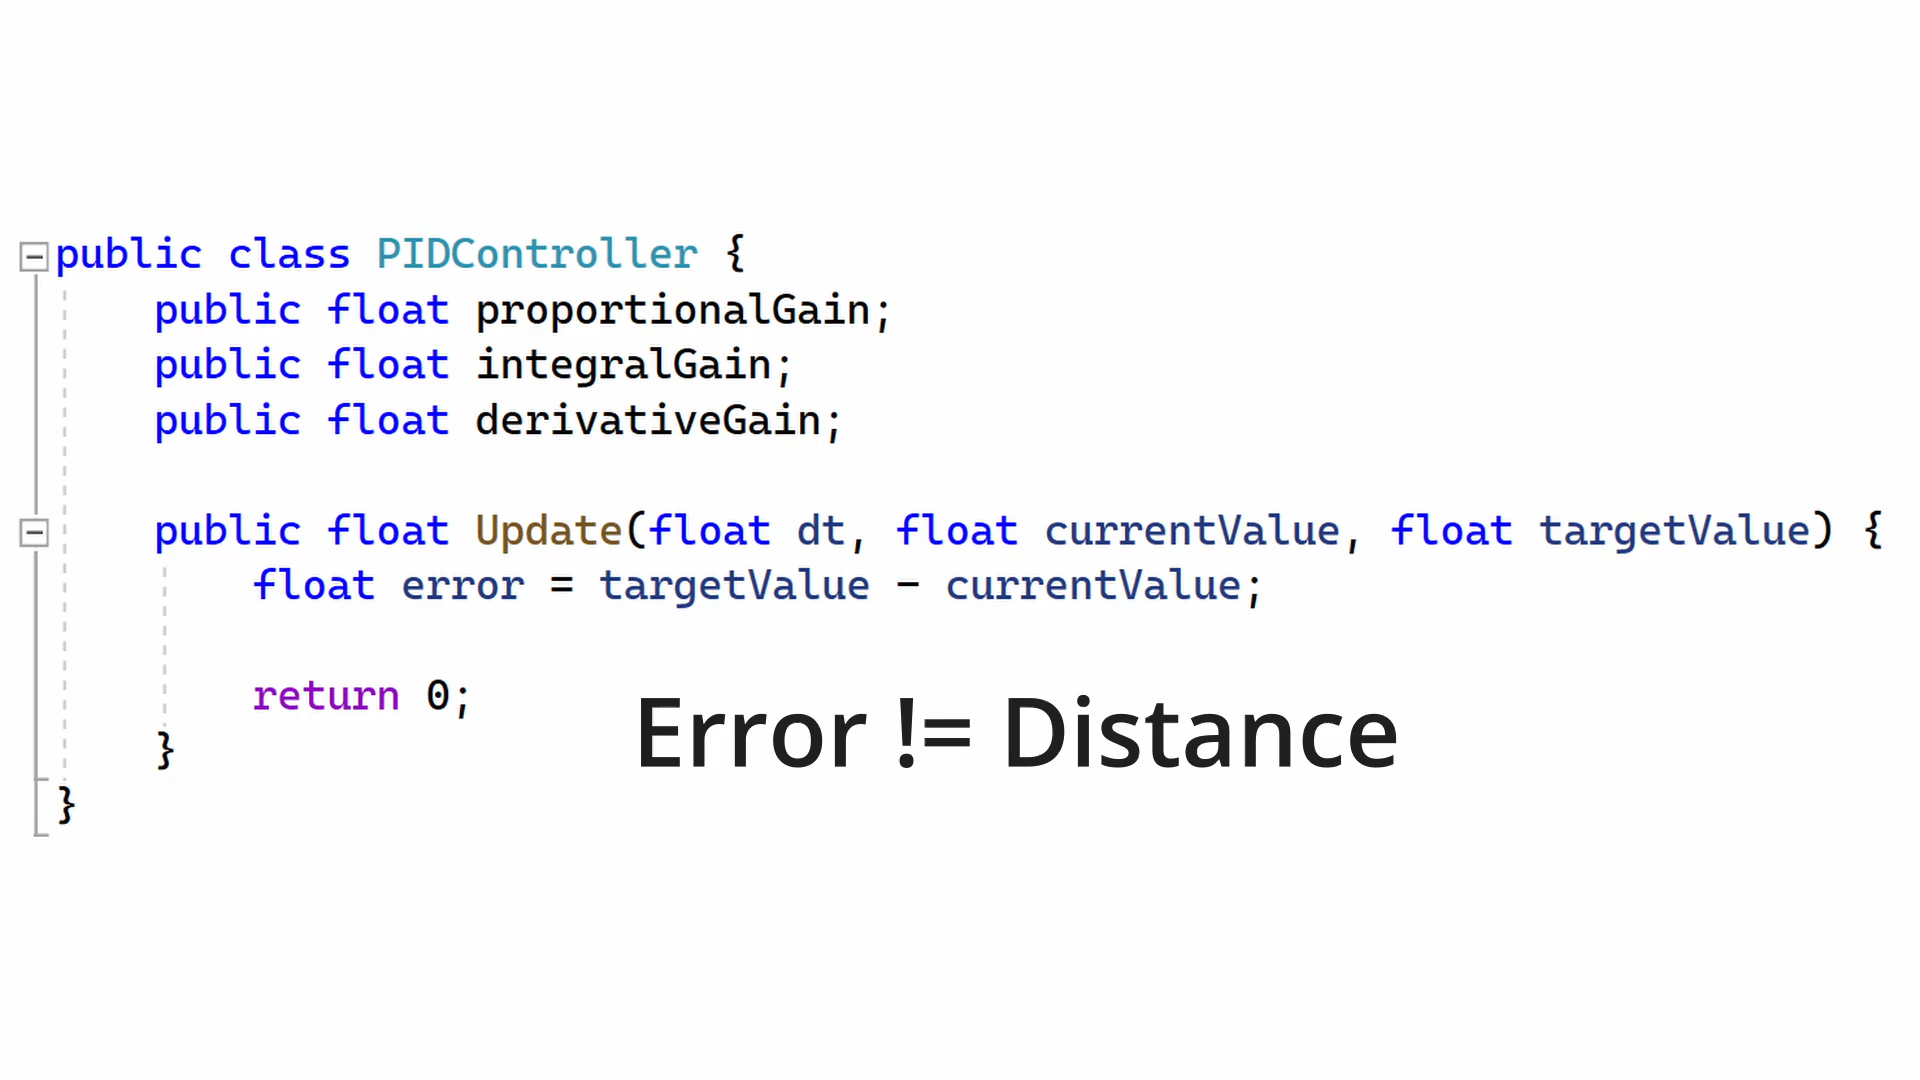 public class PIDController {
public float proportionalGain;
public float integralGain;
public float derivativeGain;
public float Update(float dt, float currentValue, float targetValue) {
float error = targetValue - currentValue;
return 0;
Error != Distance
}
}